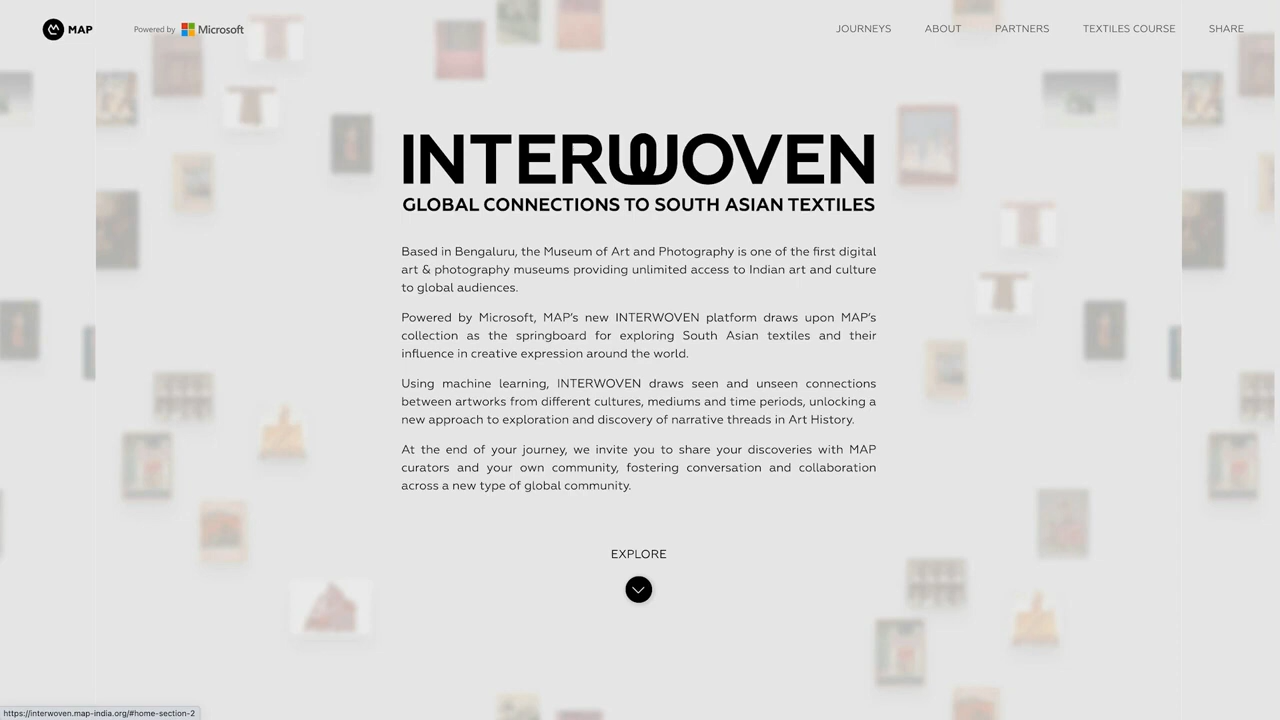 MAP
Powered by Microsoft
JOURNEYS ABOUT PARTNERS TEXTILES COURSE SHARE
INTERWOVEN
GLOBAL CONNECTIONS TO SOUTH ASIAN TEXTILES
Based in Bengaluru, the Museum of Art and Photography is one of the first digital
art & photography museums providing unlimited access to Indian art and culture
to global audiences.
Powered by Microsoft, MAP's new INTERWOVEN platform draws upon MAP's
collection as the springboard for exploring South Asian textiles and their
influence in creative expression around the world.
Using machine learning, INTERWOVEN draws seen and unseen connections
between artworks from different cultures, mediums and time periods, unlocking a
new approach to exploration and discovery of narrative threads in Art History.
At the end of your journey, we invite you to share your discoveries with MAP
curators and your own community, fostering conversation and collaboration
across a new type of global community.
EXPLORE
https://interwoven.map-india.org/#home-section-2